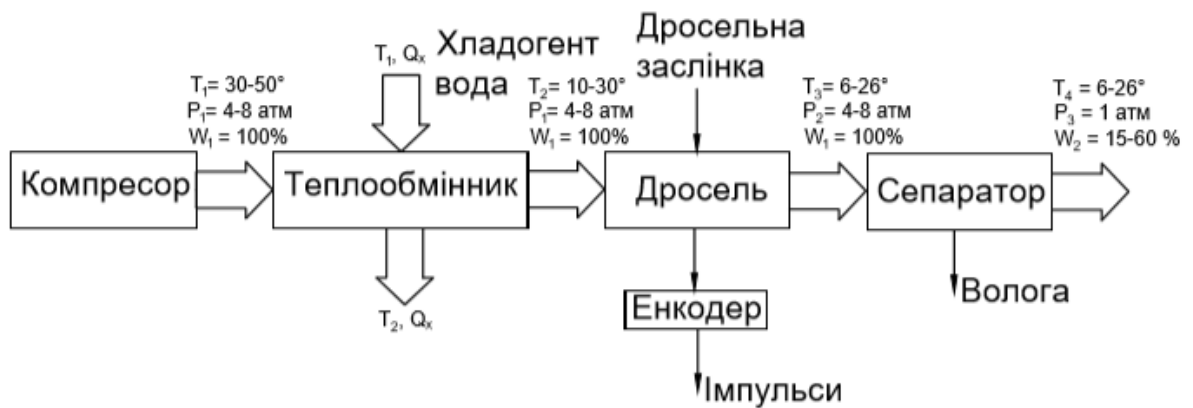 T₁, Qₓ
Хладогент
вода
Дросельна
заслінка
T₁= 30-50°
P₁= 4-8 атм
W₁ = 100%
T₂= 10-30°
P₁= 4-8 атм
W₁ = 100%
T₃= 6-26°
P₂= 4-8 атм
W₁ = 100%
T₄ = 6-26°
P₃ = 1 атм
W₂ = 15-60 %
Компресор
Теплообмінник
Дросель
Сепаратор
T₂, Qₓ
Енкодер
Волога
Імпульси